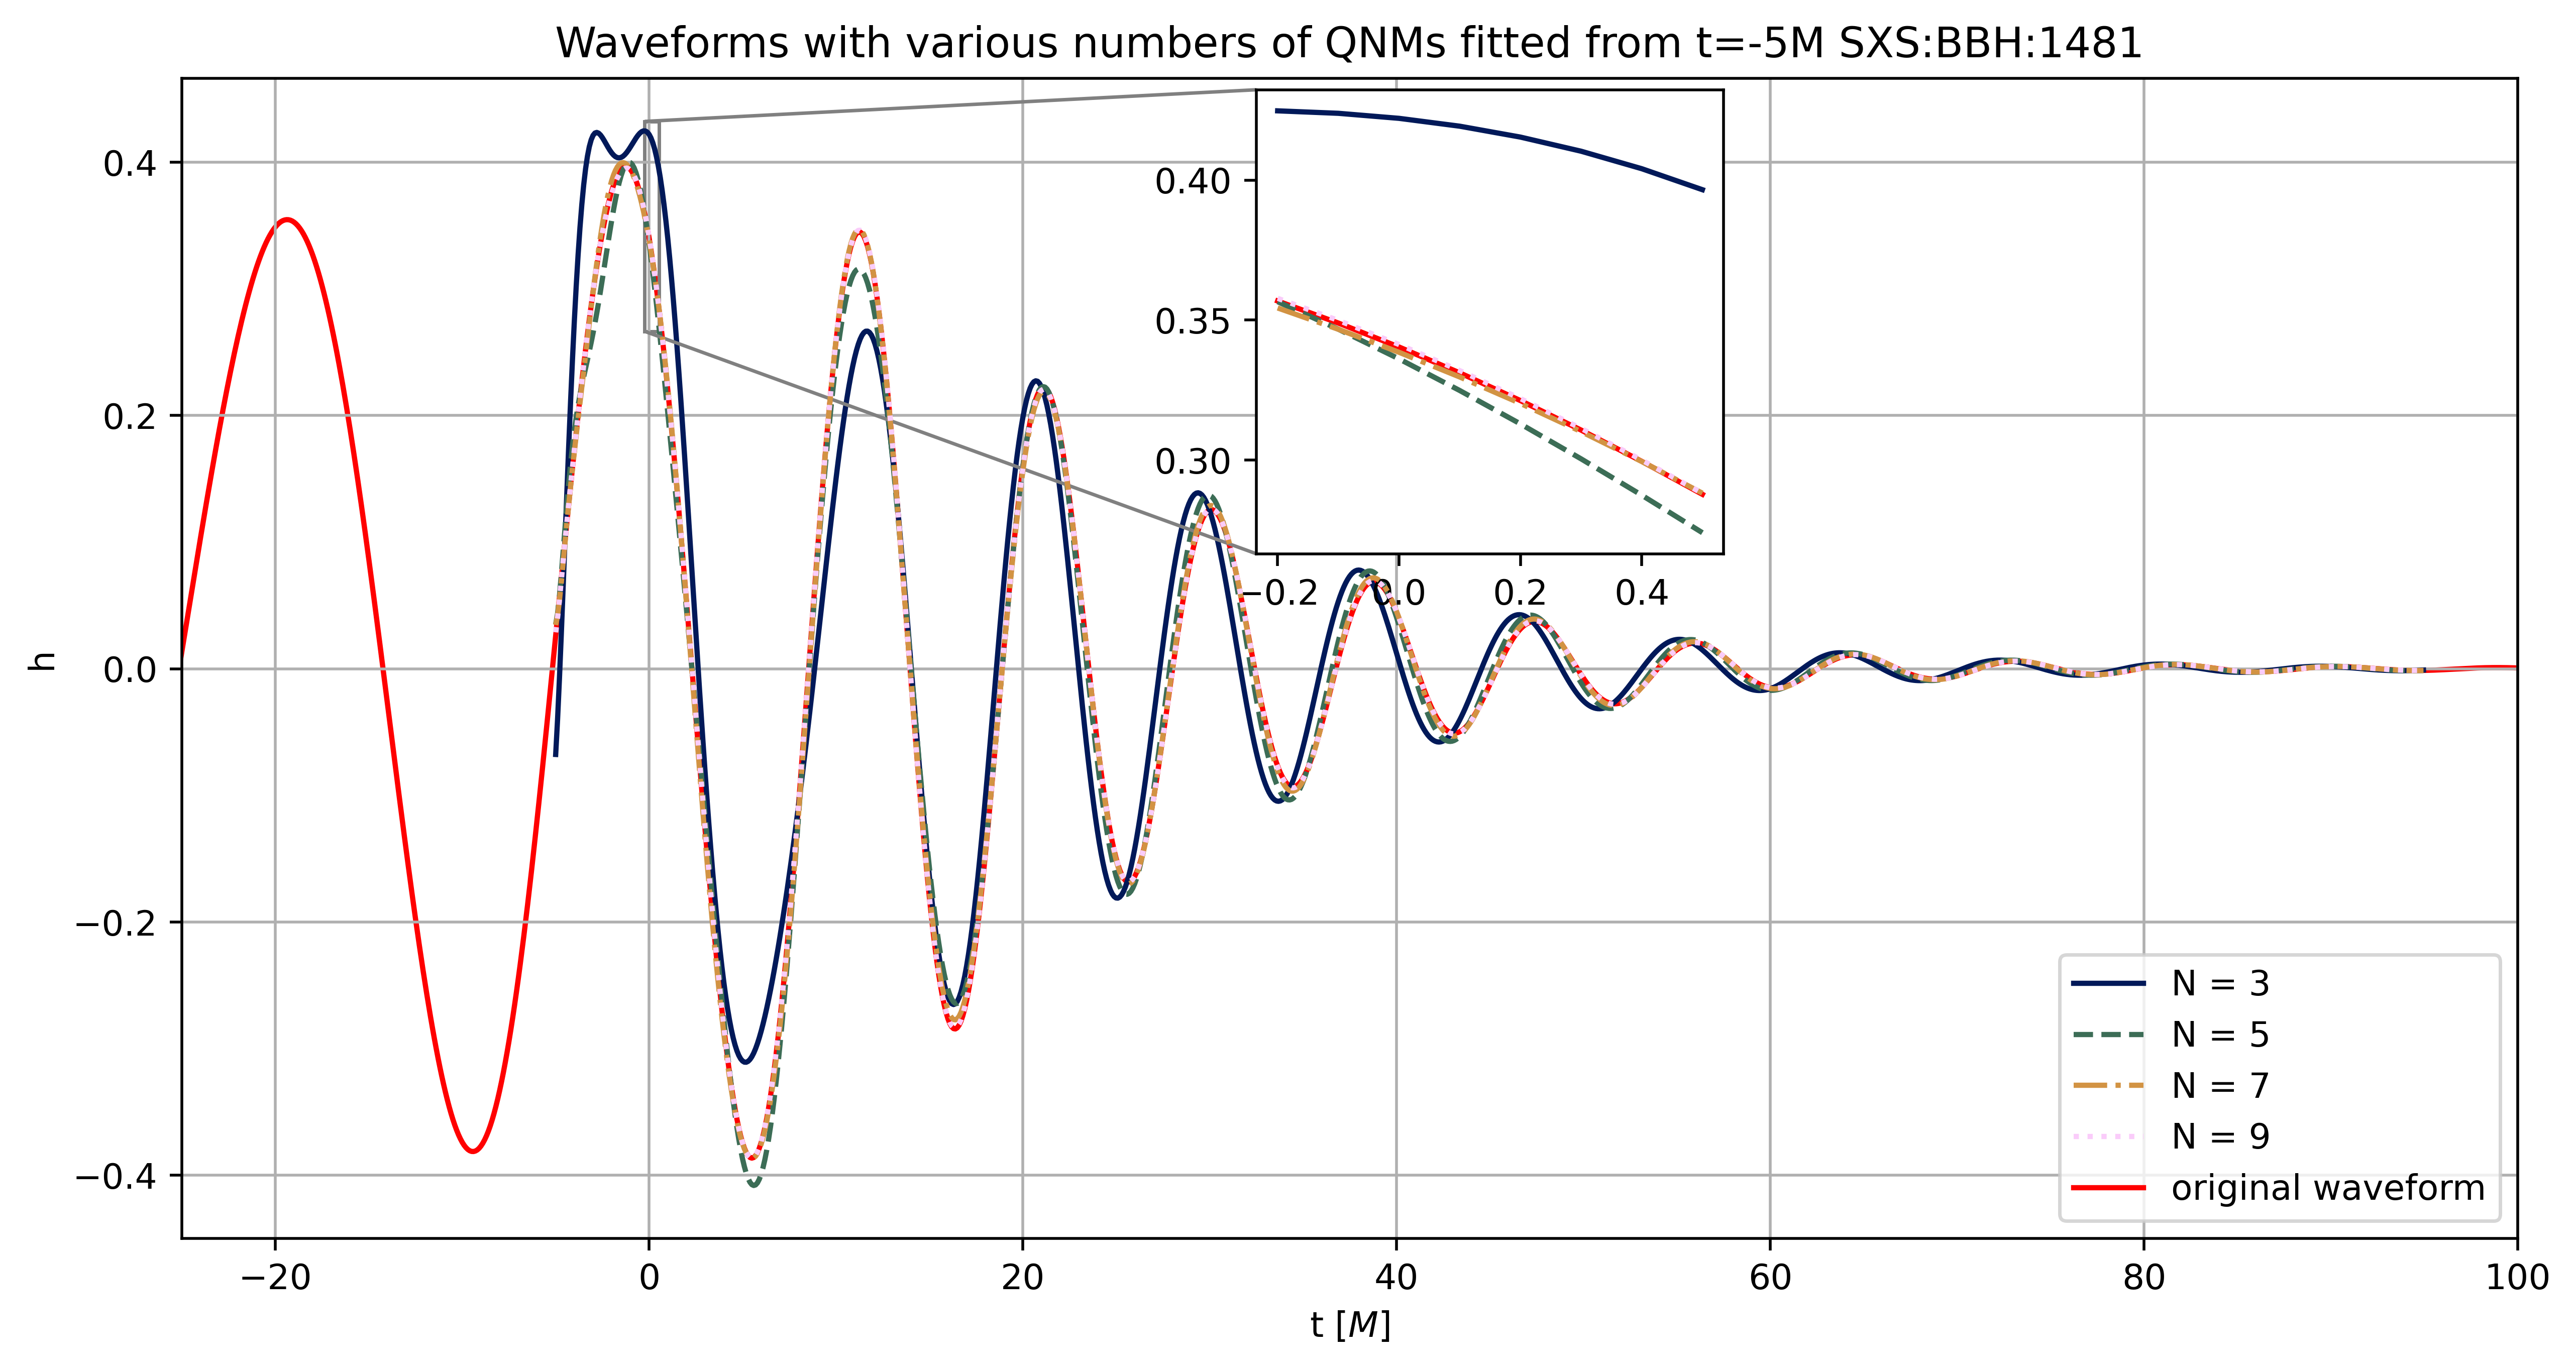 Waveforms with various numbers of QNMs fitted from t=-5M SXS:BBH:1481
h
0.4
0.2
0.0
−0.2
−0.4
0.40
0.35
0.30
−0.2 0.0 0.2 0.4
N = 3
N = 5
N = 7
N = 9
original waveform
−20 0 20 40 60 80 100
t [M]